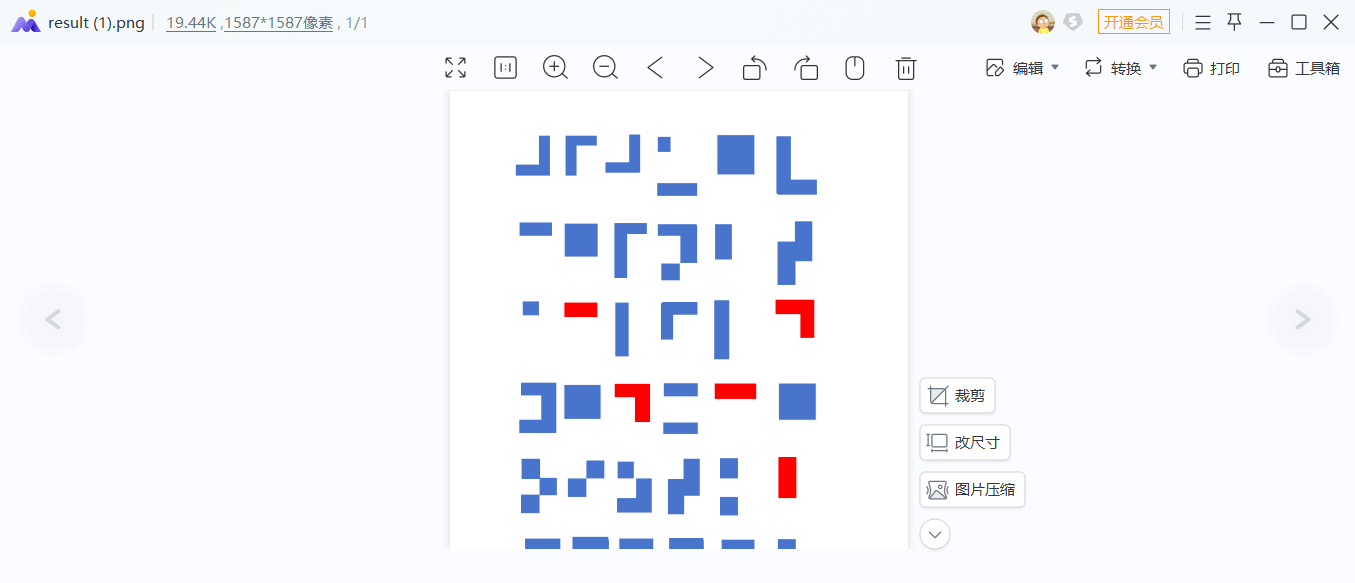 result (1).png 19.44K ,1587*1587像素 , 1/1 开通会员
1:1 编辑 转换 打印 工具箱
裁剪
改尺寸
图片压缩